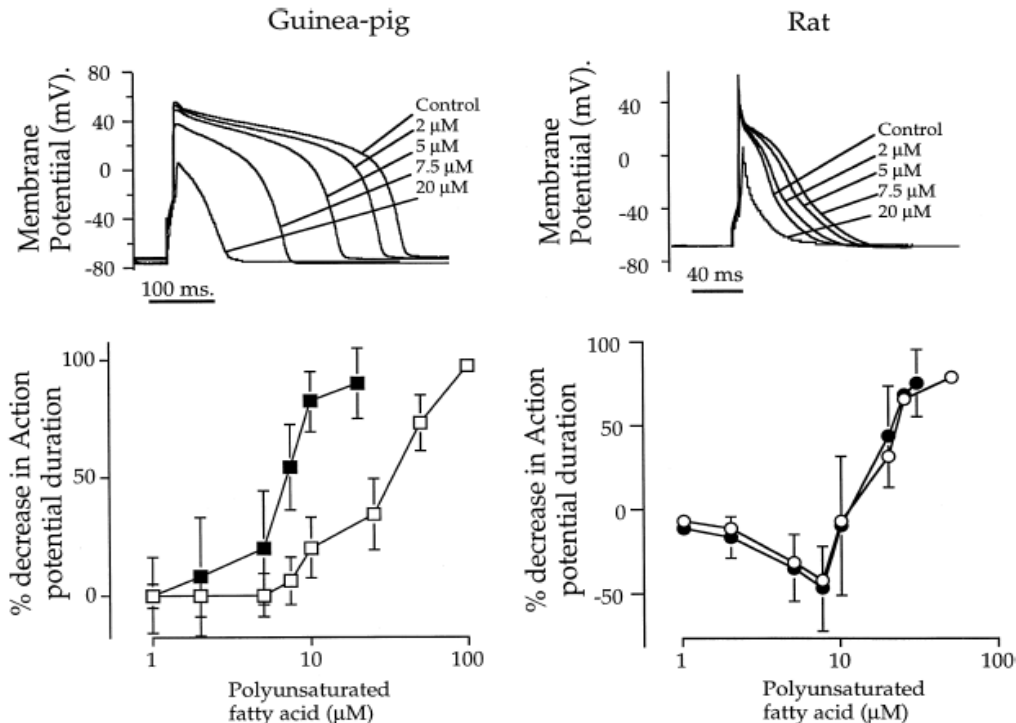 Guinea-pig
Rat
Membrane
Potentiial (mV).
80
40
0
-40
-80
Control
2 µM
5 µM
7.5 µM
20 µM
100 ms.
Membrane
Potentiial (mV).
40
0
-40
-80
Control
2 µM
5 µM
7.5 µM
20 µM
40 ms
% decrease in Action
potential duration
100
50
0
1
10
100
Polyunsaturated
fatty acid (µM)
% decrease in Action
potential duration
100
50
0
-50
1
10
100
Polyunsaturated
fatty acid (µM)